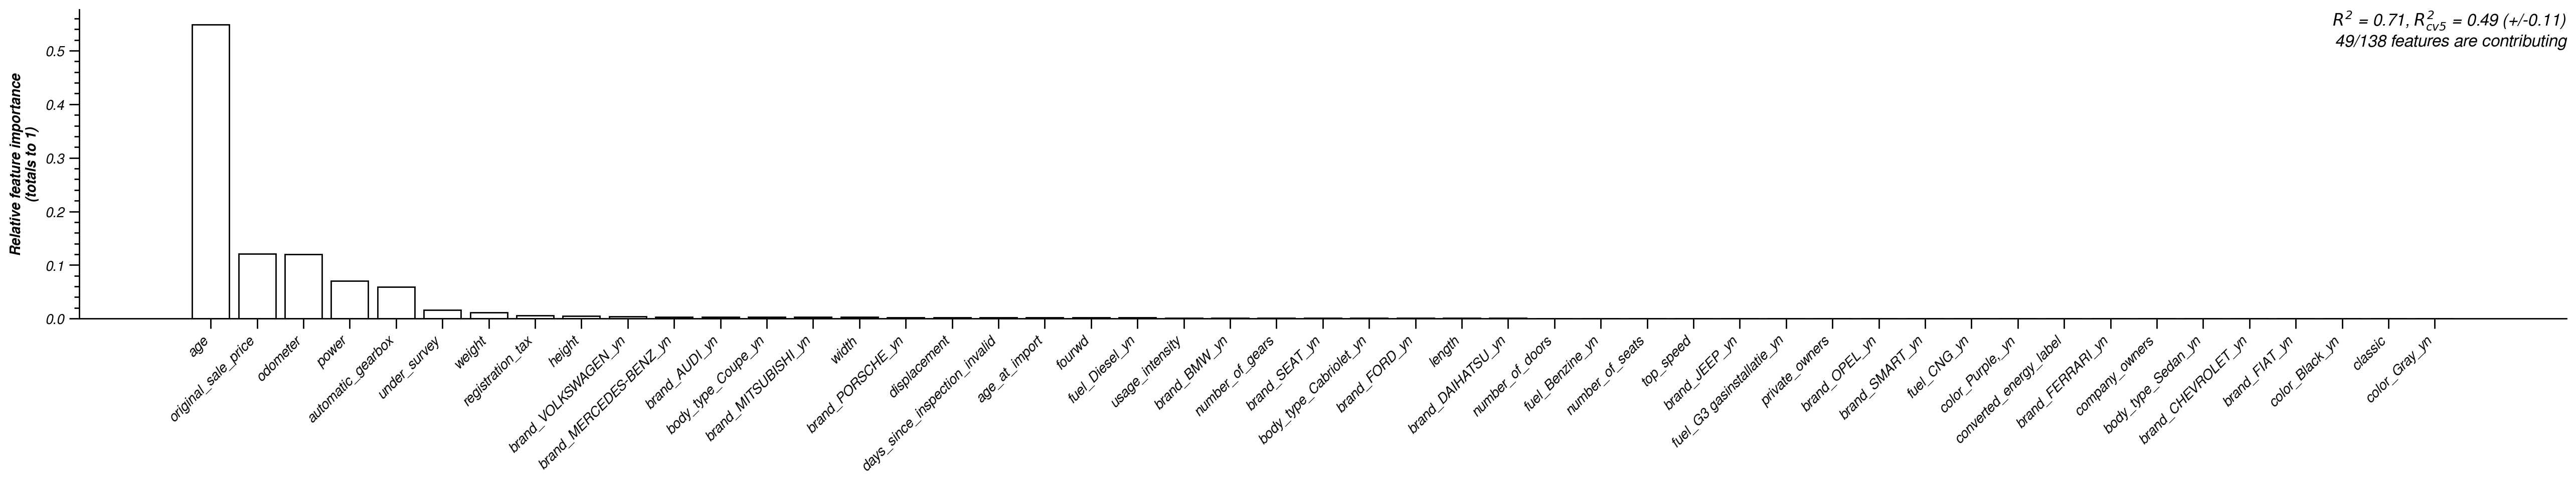 R² = 0.71, R²cv5 = 0.49 (+/-0.11)
49/138 features are contributing
Relative feature importance
(totals to 1)
0.5
0.4
0.3
0.2
0.1
0.0
age
original_sale_price
odometer
power
automatic_gearbox
under_survey
weight
registration_tax
height
brand_VOLKSWAGEN_yn
brand_MERCEDES-BENZ_yn
brand_AUDI_yn
body_type_Coupe_yn
brand_MITSUBISHI_yn
width
brand_PORSCHE_yn
displacement
days_since_inspection_invalid
age_at_import
fourwd
fuel_Diesel_yn
usage_intensity
brand_BMW_yn
number_of_gears
brand_SEAT_yn
body_type_Cabriolet_yn
brand_FORD_yn
length
brand_DAIHATSU_yn
number_of_doors
fuel_Benzine_yn
number_of_seats
top_speed
brand_JEEP_yn
fuel_G3 gasinstallatie_yn
private_owners
brand_OPEL_yn
brand_SMART_yn
fuel_CNG_yn
color_Purple,_yn
converted_energy_label
brand_FERRARI_yn
company_owners
body_type_Sedan_yn
brand_CHEVROLET_yn
brand_FIAT_yn
color_Black_yn
classic
color_Gray_yn